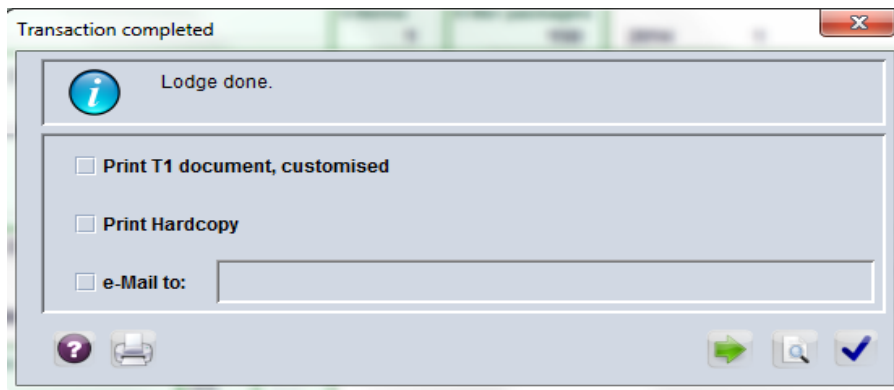 Transaction completed
Lodge done.
Print T1 document, customised
Print Hardcopy
e-Mail to: